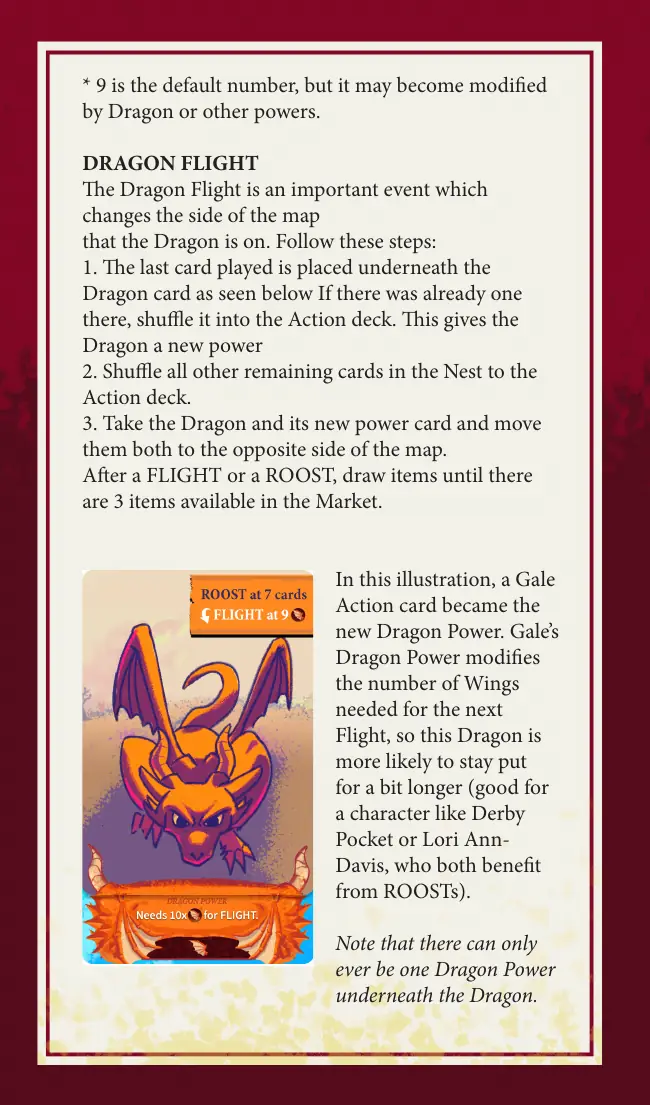 * 9 is the default number, but it may become modified
by Dragon or other powers.
DRAGON FLIGHT
The Dragon Flight is an important event which
changes the side of the map
that the Dragon is on. Follow these steps:
1. The last card played is placed underneath the
Dragon card as seen below If there was already one
there, shuffle it into the Action deck. This gives the
Dragon a new power
2. Shuffle all other remaining cards in the Nest to the
Action deck.
3. Take the Dragon and its new power card and move
them both to the opposite side of the map.
After a FLIGHT or a ROOST, draw items until there
are 3 items available in the Market.
ROOST at 7 cards
FLIGHT at 9
DRAGON POWER
Needs 10x for FLIGHT.
In this illustration, a Gale
Action card became the
new Dragon Power. Gale’s
Dragon Power modifies
the number of Wings
needed for the next
Flight, so this Dragon is
more likely to stay put
for a bit longer (good for
a character like Derby
Pocket or Lori Ann-
Davis, who both benefit
from ROOSTs).
Note that there can only
ever be one Dragon Power
underneath the Dragon.